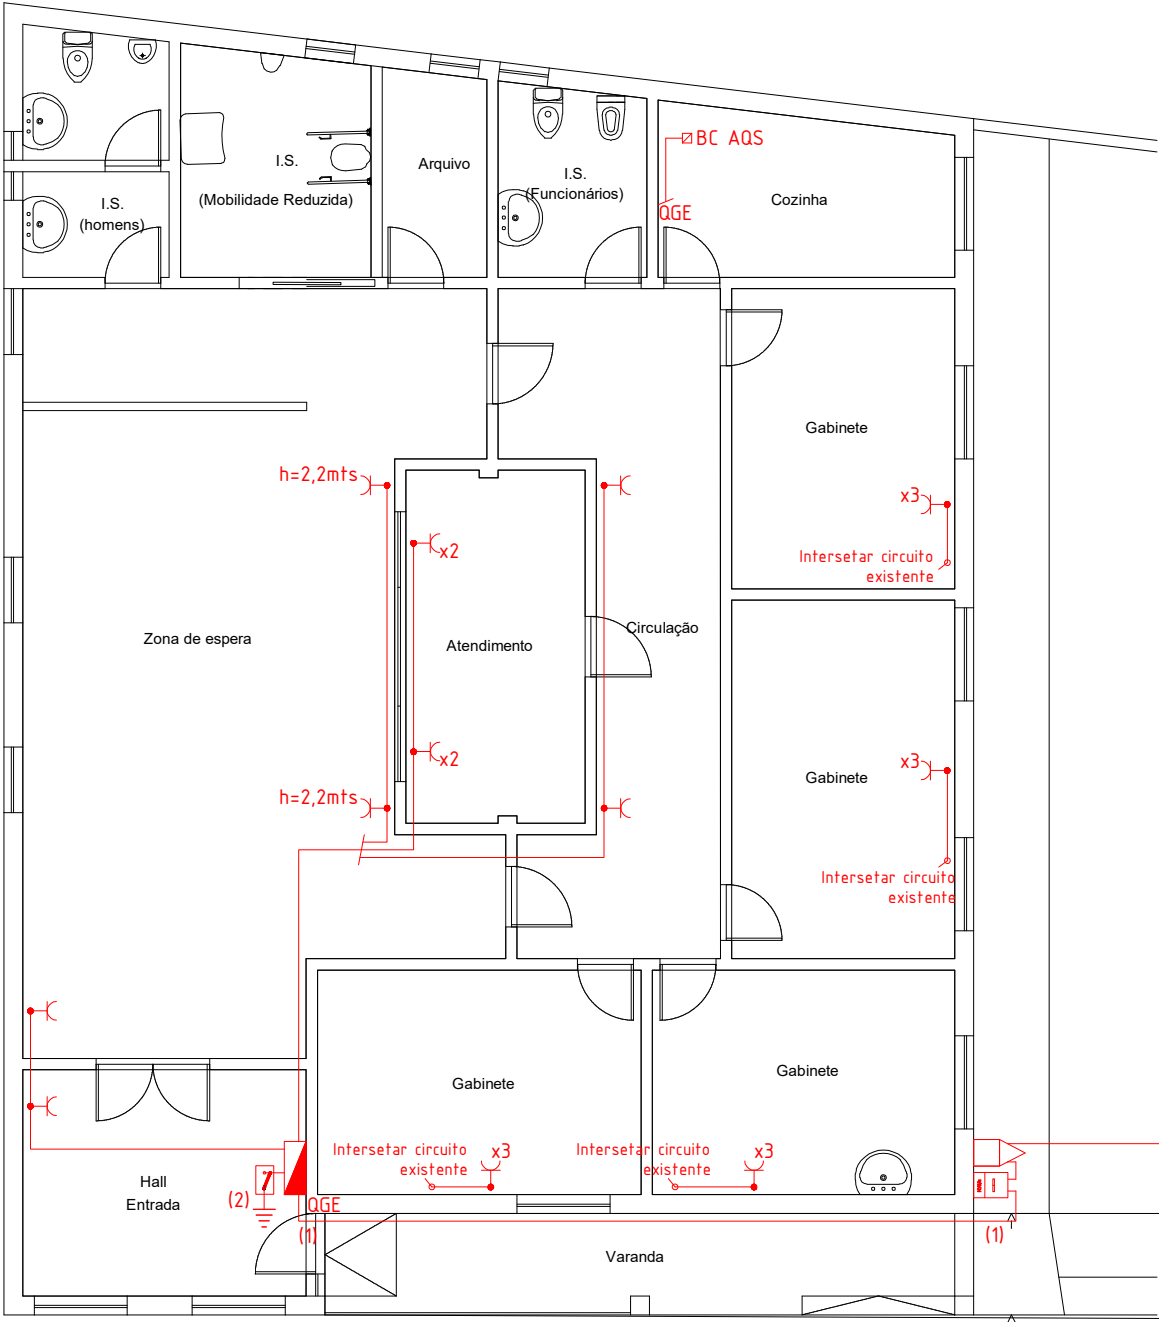 BC AQS
I.S.
Arquivo
I.S.
(Funcionários)
(Mobilidade Reduzida)
Cozinha
I.S.
(homens)
QGE
Gabinete
h=2,2mts
x3
x2
Intersetar circuito
existente
Circulação
Zona de espera
Atendimento
x2
x3
Gabinete
h=2,2mts
Intersetar circuito
existente
Gabinete
Gabinete
Intersetar circuito
existente
x3
Intersetar circuito
existente
x3
Hall
Entrada
(2)
QGE
(1)
(1)
Varanda